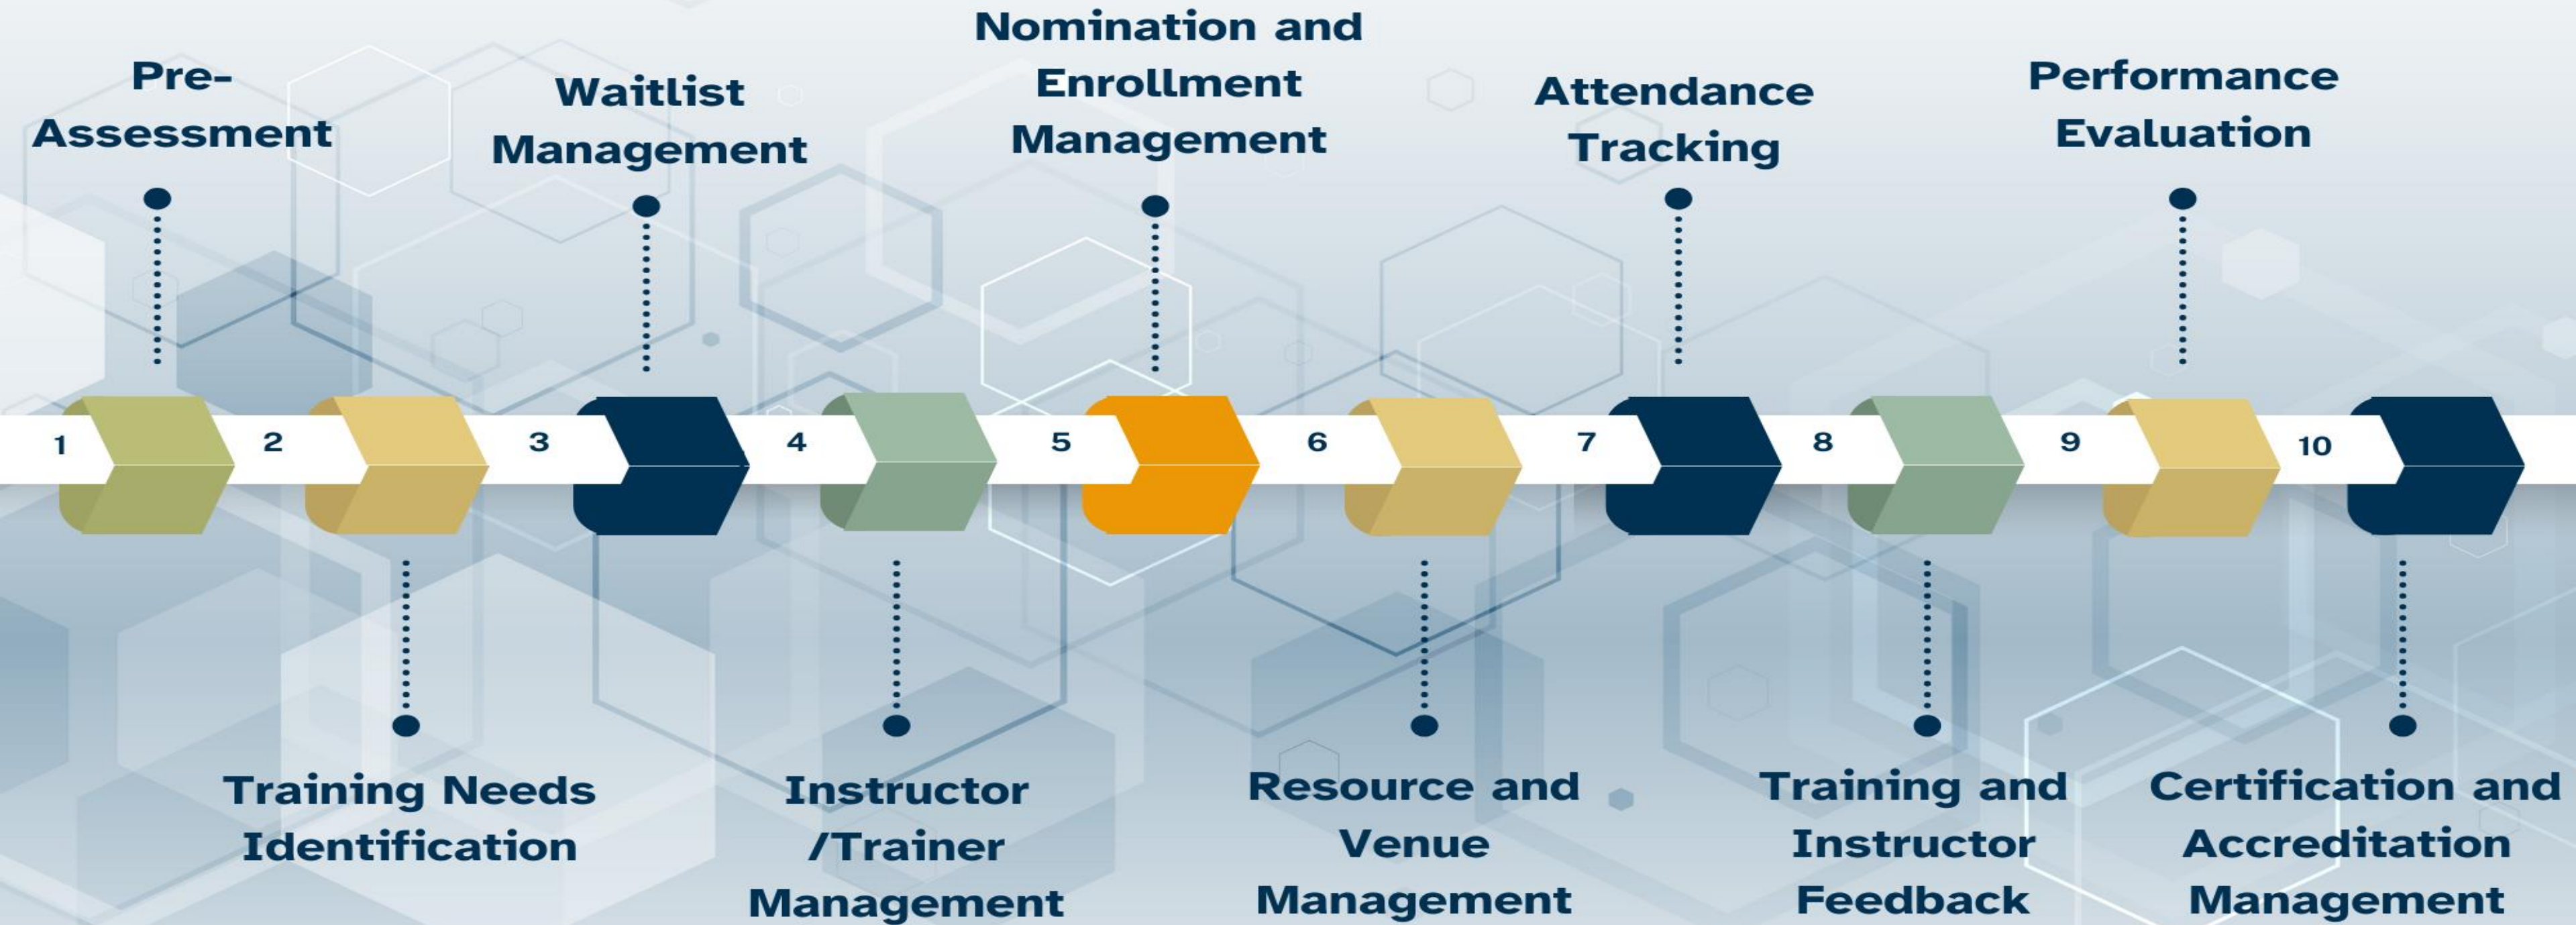 Pre-
Assessment
Waitlist
Management
Nomination and
Enrollment
Management
Attendance
Tracking
Performance
Evaluation
1
2
3
4
5
6
7
8
9
10
Training Needs
Identification
Instructor
/Trainer
Management
Resource and
Venue
Management
Training and
Instructor
Feedback
Certification and
Accreditation
Management